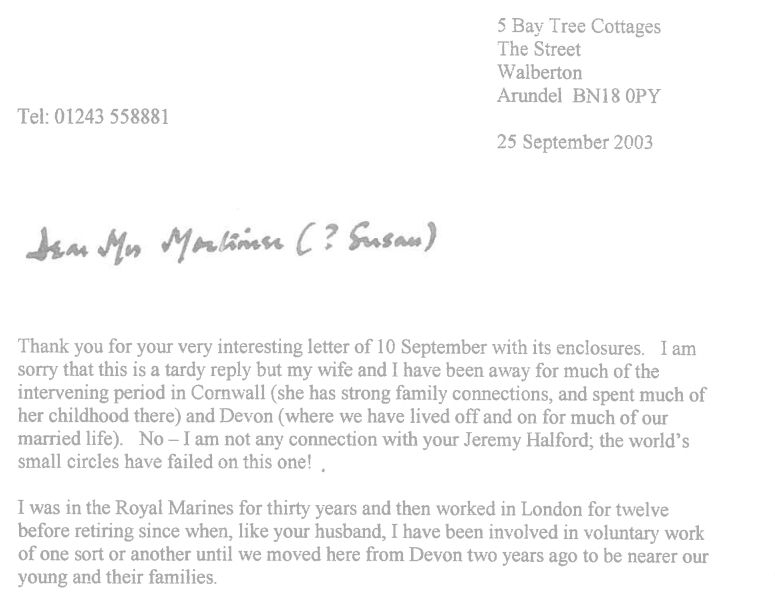 5 Bay Tree Cottages
The Street
Walberton
Arundel BN18 0PY
Tel: 01243 558881
25 September 2003
Dear Mrs Mortimer (? Susan)
Thank you for your very interesting letter of 10 September with its enclosures. I am
sorry that this is a tardy reply but my wife and I have been away for much of the
intervening period in Cornwall (she has strong family connections, and spent much of
her childhood there) and Devon (where we have lived off and on for much of our
married life). No – I am not any connection with your Jeremy Halford; the world's
small circles have failed on this one!
I was in the Royal Marines for thirty years and then worked in London for twelve
before retiring since when, like your husband, I have been involved in voluntary work
of one sort or another until we moved here from Devon two years ago to be nearer our
young and their families.